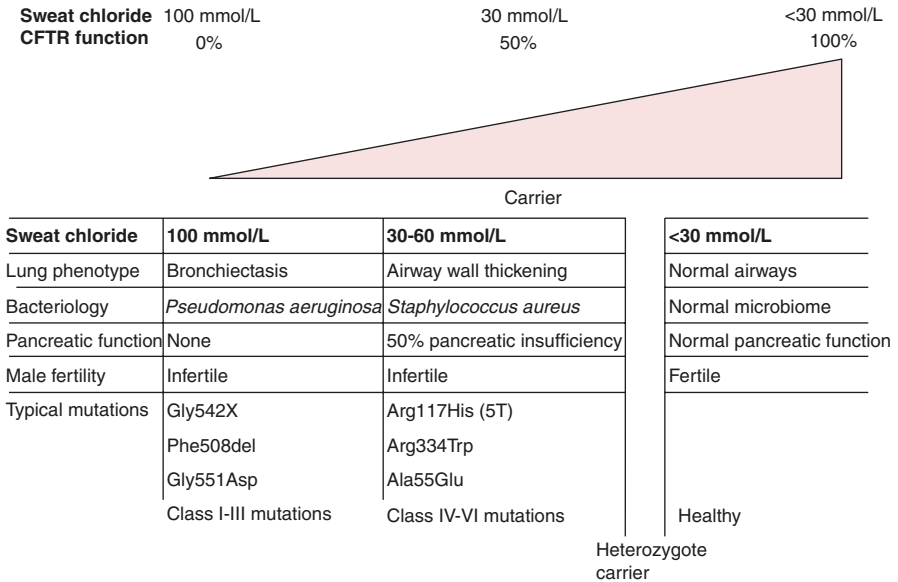 Sweat chloride 100 mmol/L 30 mmol/L <30 mmol/L
CFTR function 0% 50% 100%
Carrier
Sweat chloride 100 mmol/L 30-60 mmol/L <30 mmol/L
Lung phenotype Bronchiectasis Airway wall thickening Normal airways
Bacteriology Pseudomonas aeruginosa Staphylococcus aureus Normal microbiome
Pancreatic function None 50% pancreatic insufficiency Normal pancreatic function
Male fertility Infertile Infertile Fertile
Typical mutations Gly542X Arg117His (5T)
Phe508del Arg334Trp
Gly551Asp Ala55Glu
Class I-III mutations Class IV-VI mutations Healthy
Heterozygote
carrier